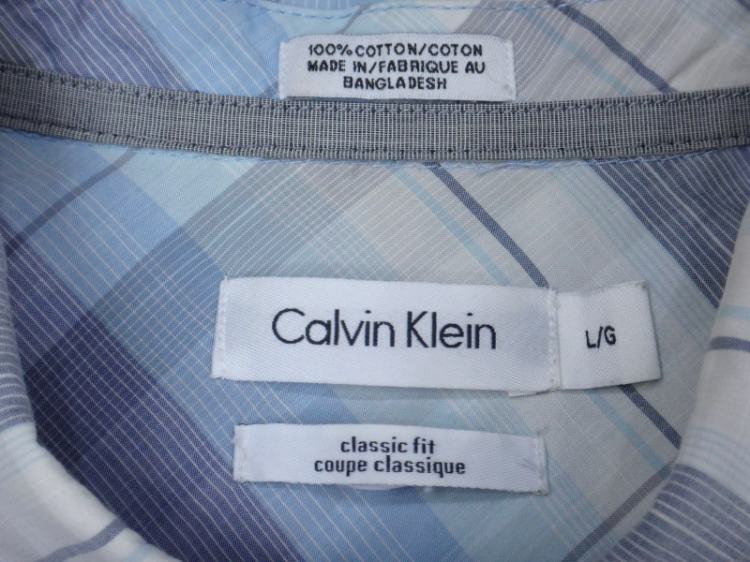 100% COTTON/COTON
MADE IN/FABRIQUE AU
BANGLADESH
Calvin Klein
L/G
classic fit
coupe classique